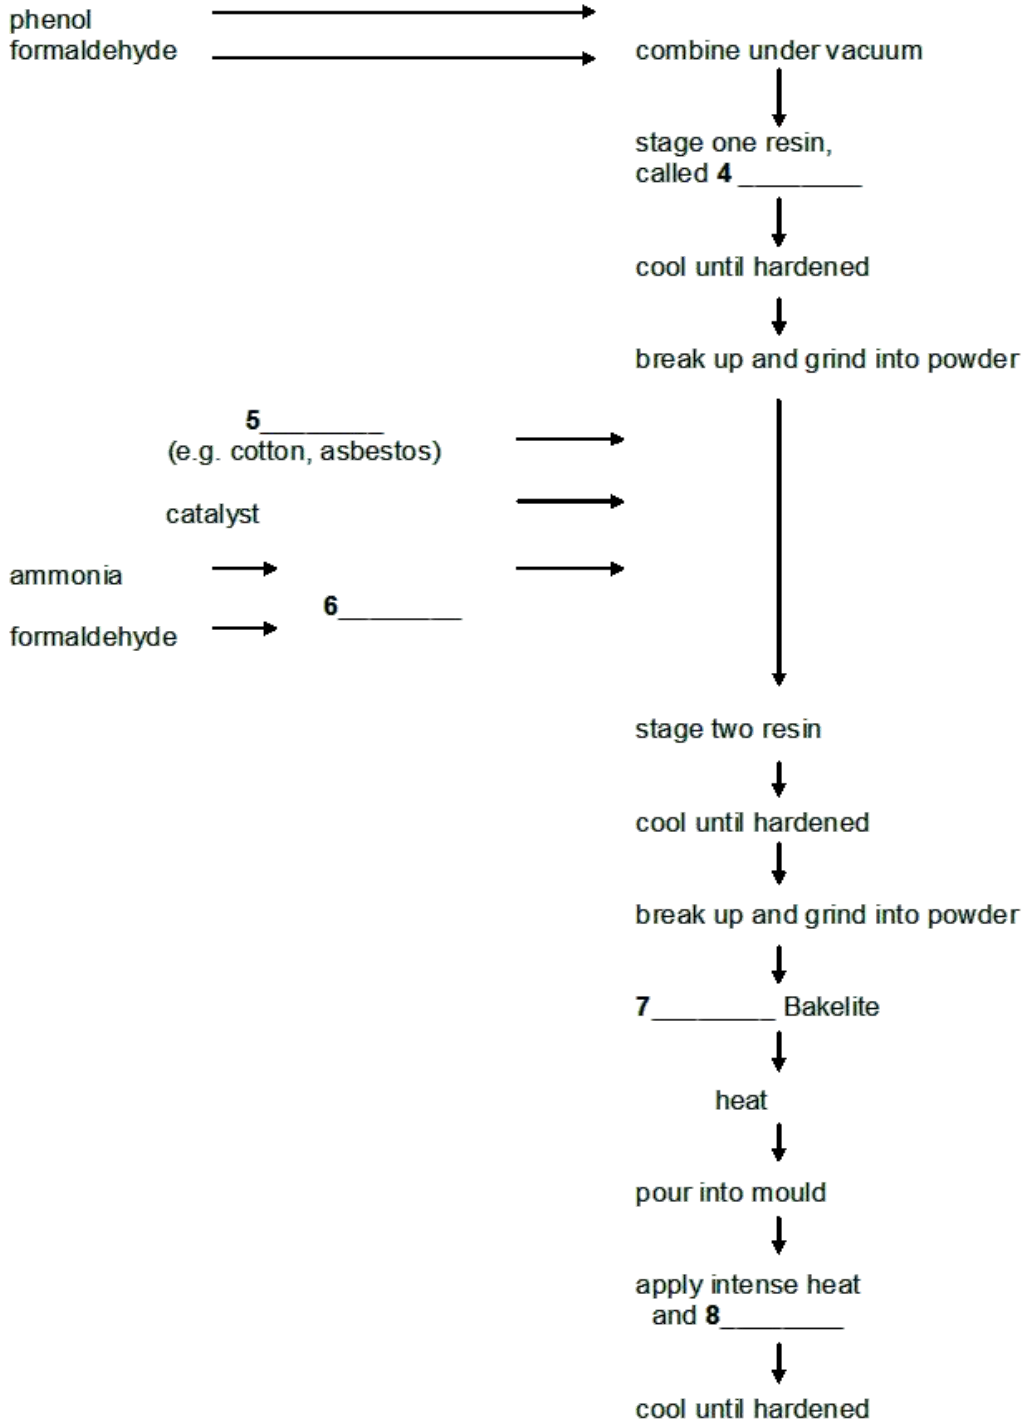 phenol
formaldehyde
combine under vacuum
stage one resin,
called 4 ________
cool until hardened
break up and grind into powder
5________
(e.g. cotton, asbestos)
catalyst
ammonia
6________
formaldehyde
stage two resin
cool until hardened
break up and grind into powder
7________ Bakelite
heat
pour into mould
apply intense heat
and 8________
cool until hardened